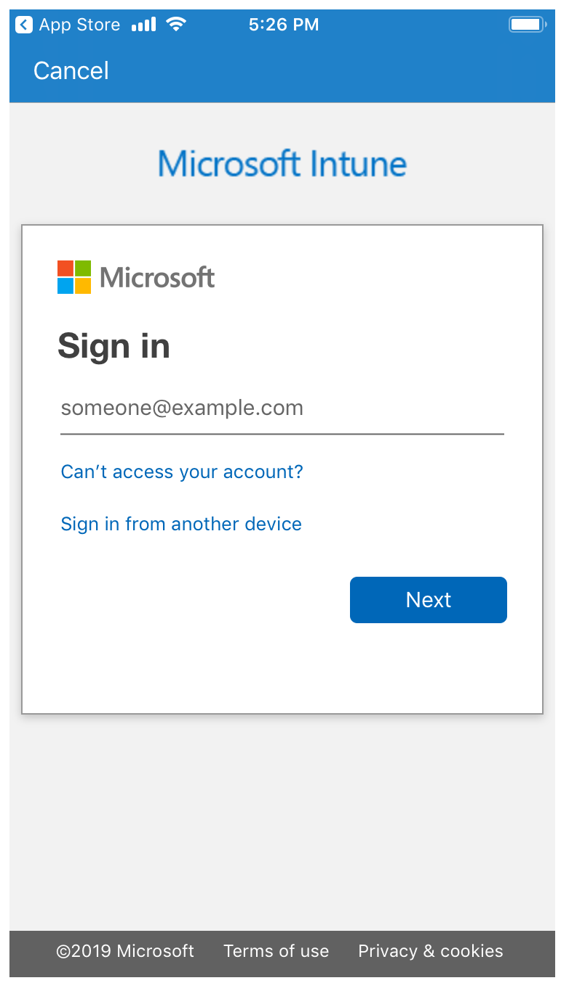 App Store 5:26 PM
Cancel
Microsoft Intune
Microsoft
Sign in
someone@example.com
Can’t access your account?
Sign in from another device
Next
©2019 Microsoft Terms of use Privacy & cookies